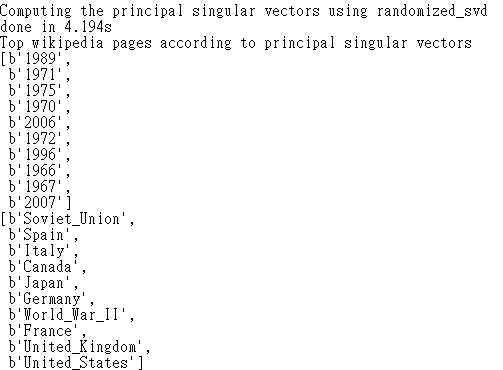 Computing the principal singular vectors using randomized_svd
done in 4.194s
Top wikipedia pages according to principal singular vectors
[b'1989',
 b'1971',
 b'1975',
 b'1970',
 b'2006',
 b'1972',
 b'1996',
 b'1966',
 b'1967',
 b'2007']
[b'Soviet_Union',
 b'Spain',
 b'Italy',
 b'Canada',
 b'Japan',
 b'Germany',
 b'World_War_II',
 b'France',
 b'United_Kingdom',
 b'United_States']